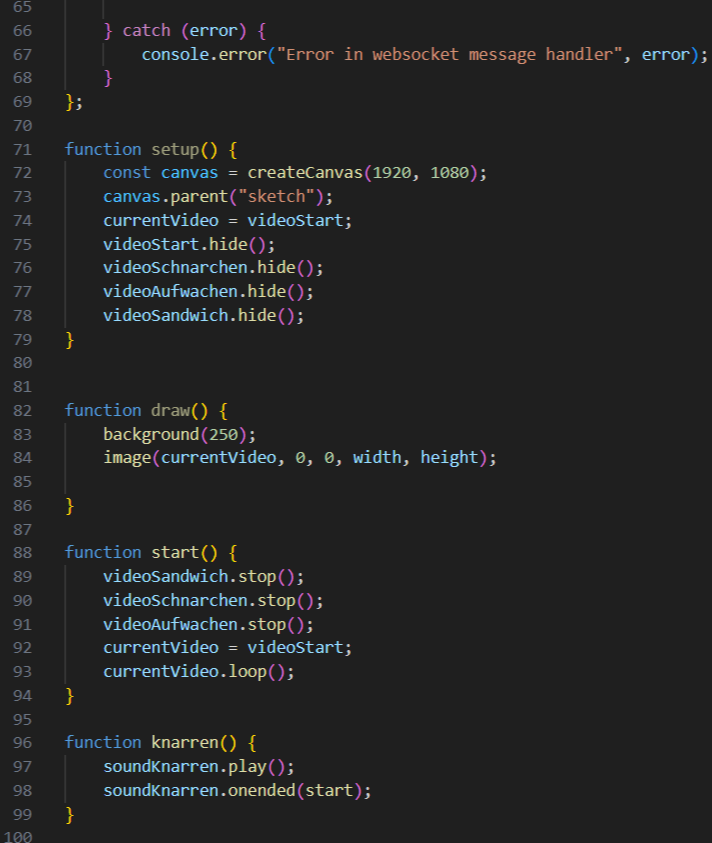 65
66 } catch (error) {
67 console.error("Error in websocket message handler", error);
68 }
69 };
70
71 function setup() {
72 const canvas = createCanvas(1920, 1080);
73 canvas.parent("sketch");
74 currentVideo = videoStart;
75 videoStart.hide();
76 videoSchnarchen.hide();
77 videoAufwachen.hide();
78 videoSandwich.hide();
79 }
80
81
82 function draw() {
83 background(250);
84 image(currentVideo, 0, 0, width, height);
85
86 }
87
88 function start() {
89 videoSandwich.stop();
90 videoSchnarchen.stop();
91 videoAufwachen.stop();
92 currentVideo = videoStart;
93 currentVideo.loop();
94 }
95
96 function knarren() {
97 soundKnarren.play();
98 soundKnarren.onended(start);
99 }
100